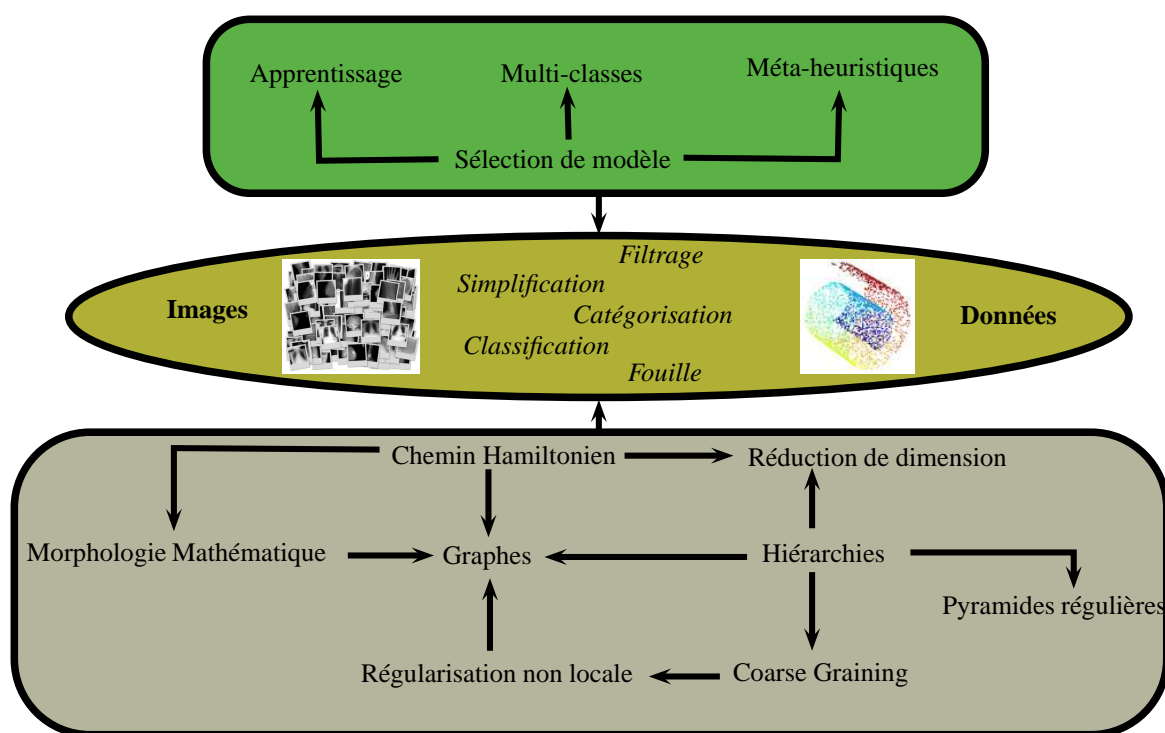 Apprentissage
Multi-classes
Méta-heuristiques
Sélection de modèle
Filtrage
Simplification
Images
Catégorisation
Données
Classification
Fouille
Chemin Hamiltonien
Réduction de dimension
Morphologie Mathématique
Graphes
Hiérarchies
Pyramides régulières
Régularisation non locale
Coarse Graining